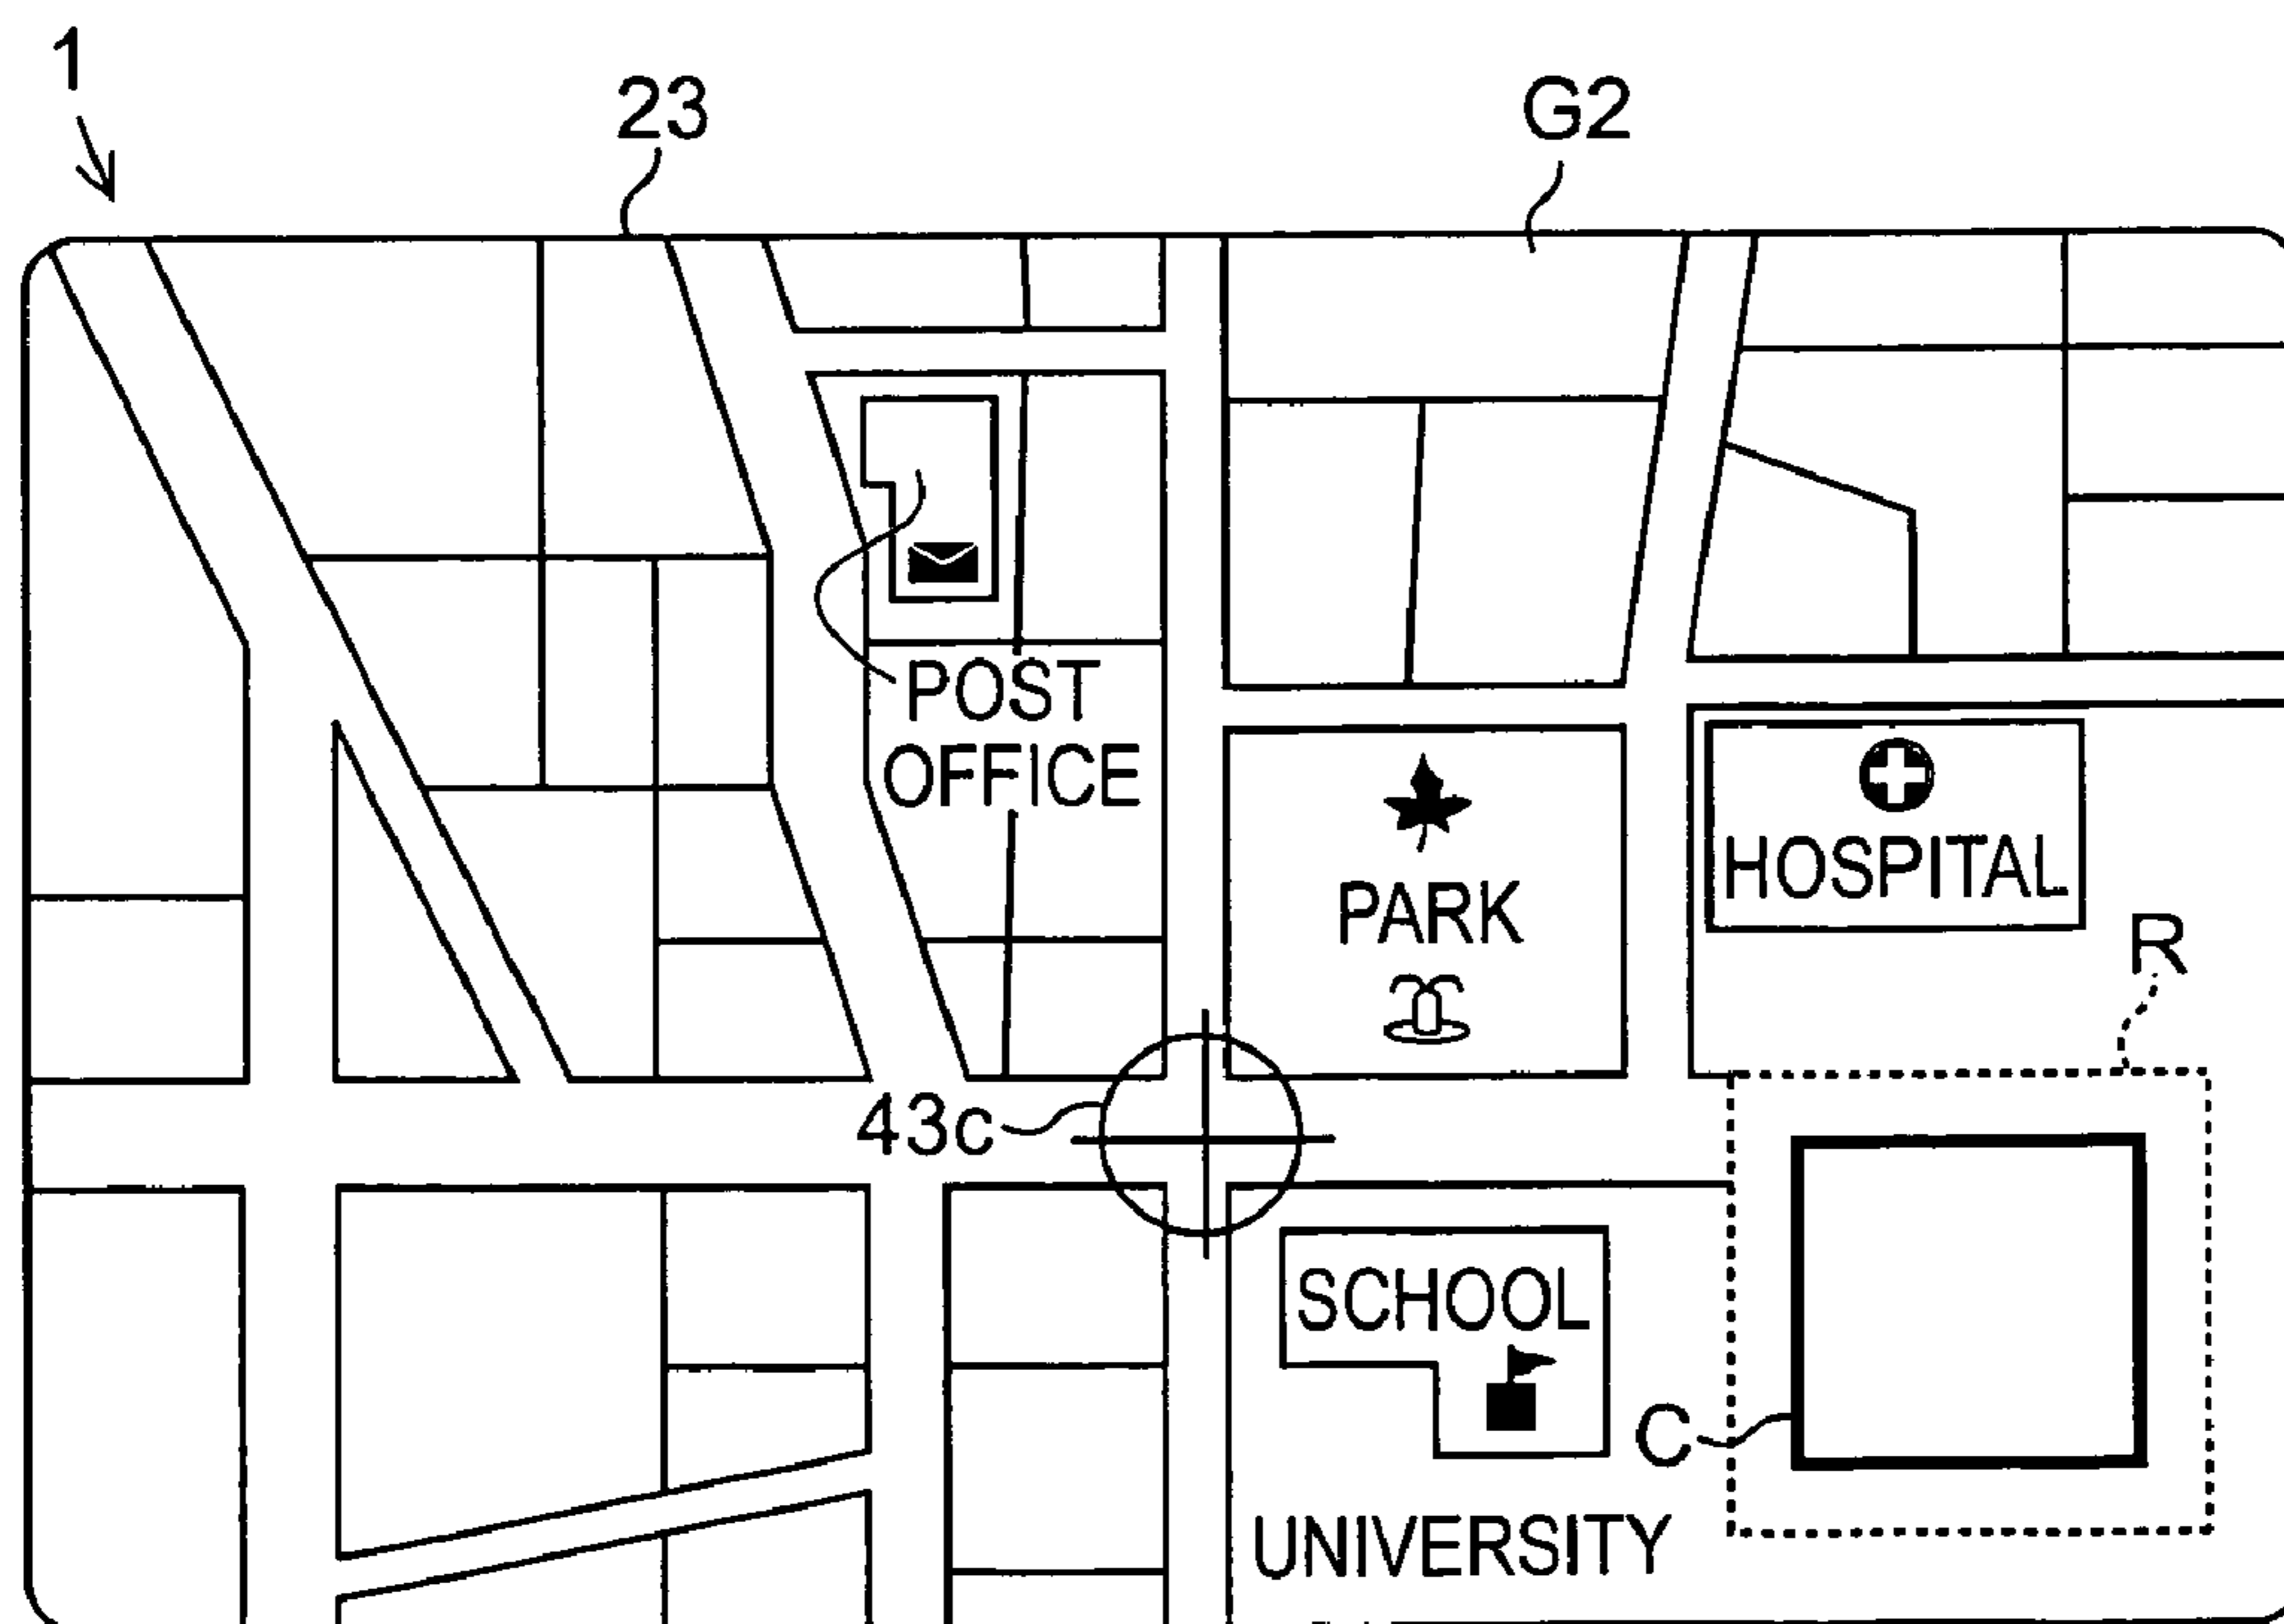 1
23
G2
POST
OFFICE
PARK
HOSPITAL
R
43c
SCHOOL
C
UNIVERSITY